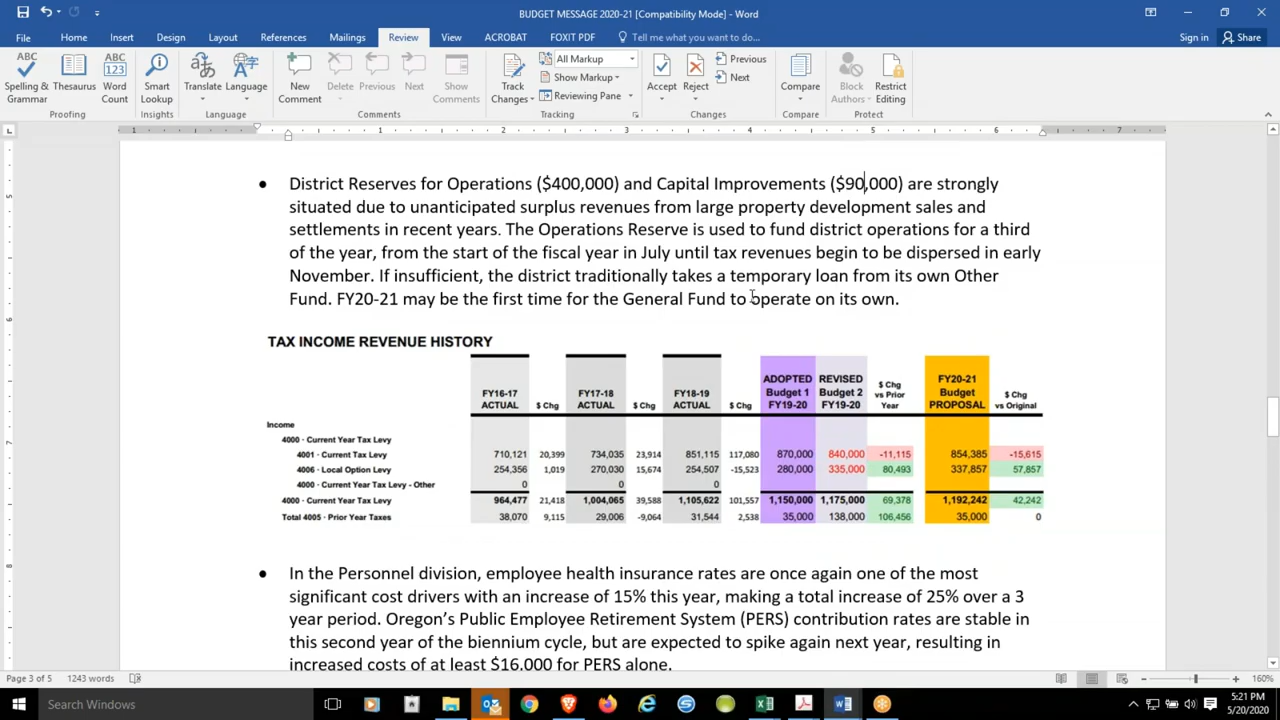 BUDGET MESSAGE 2020-21 [Compatibility Mode] - Word
File Home Insert Design Layout References Mailings Review View ACROBAT FOXIT PDF Tell me what you want to do... Sign in Share
Spelling & Grammar Thesaurus Word Count Smart Lookup Translate Language New Comment Delete Previous Next Show Comments Track Changes All Markup Show Markup Reviewing Pane Accept Reject Previous Next Compare Block Authors Restrict Editing
Proofing Insights Language Comments Tracking Changes Compare Protect
1 1 2 3 4 5 6 7
• District Reserves for Operations ($400,000) and Capital Improvements ($90,000) are strongly
situated due to unanticipated surplus revenues from large property development sales and
settlements in recent years. The Operations Reserve is used to fund district operations for a third
of the year, from the start of the fiscal year in July until tax revenues begin to be dispersed in early
November. If insufficient, the district traditionally takes a temporary loan from its own Other
Fund. FY20-21 may be the first time for the General Fund to operate on its own.
TAX INCOME REVENUE HISTORY
FY16-17 ACTUAL $ Chg FY17-18 ACTUAL $ Chg FY18-19 ACTUAL $ Chg ADOPTED Budget 1 FY19-20 REVISED Budget 2 FY19-20 $ Chg vs Prior Year FY20-21 Budget PROPOSAL $ Chg vs Original
Income
4000 · Current Year Tax Levy
4001 · Current Tax Levy 710,121 20,399 734,035 23,914 851,115 117,080 870,000 840,000 -11,115 854,385 -15,615
4006 · Local Option Levy 254,356 1,019 270,030 15,674 254,507 -15,523 280,000 335,000 80,493 337,857 57,857
4000 · Current Year Tax Levy - Other 0 0 0
4000 · Current Year Tax Levy 964,477 21,418 1,004,065 39,588 1,105,622 101,557 1,150,000 1,175,000 69,378 1,192,242 42,242
Total 4005 · Prior Year Taxes 38,070 9,115 29,006 -9,064 31,544 2,538 35,000 138,000 106,456 35,000 0
• In the Personnel division, employee health insurance rates are once again one of the most
significant cost drivers with an increase of 15% this year, making a total increase of 25% over a 3
year period. Oregon's Public Employee Retirement System (PERS) contribution rates are stable in
this second year of the biennium cycle, but are expected to spike again next year, resulting in
increased costs of at least $16,000 for PERS alone.
Page 3 of 5 1243 words 160%
Search Windows 5:21 PM
5/20/2020